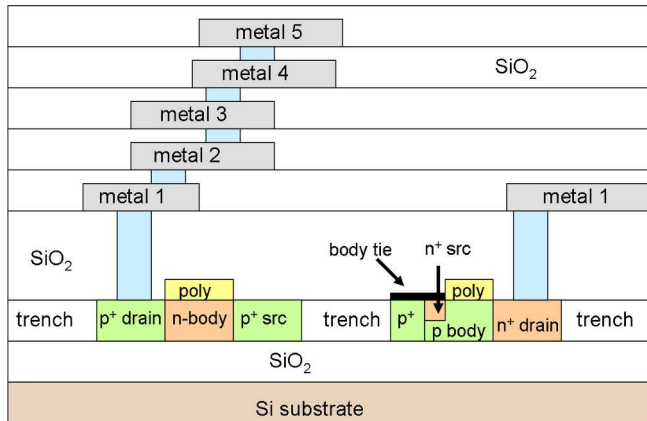 metal 5
metal 4
SiO2
metal 3
metal 2
metal 1
metal 1
SiO2
body tie
n+ src
poly
poly
trench
p+ drain
n-body
p+ src
trench
p+
p body
n+ drain
trench
SiO2
Si substrate